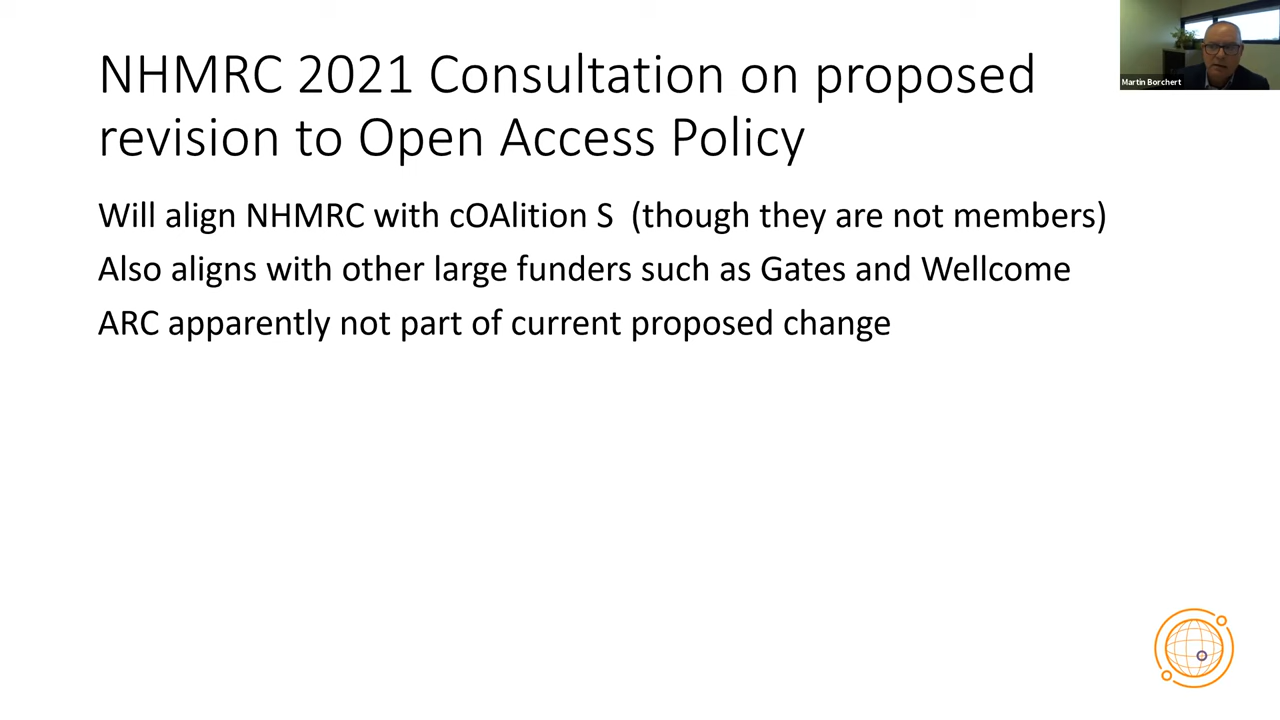 NHMRC 2021 Consultation on proposed
revision to Open Access Policy
Will align NHMRC with cOAlition S (though they are not members)
Also aligns with other large funders such as Gates and Wellcome
ARC apparently not part of current proposed change
Martin Borchert